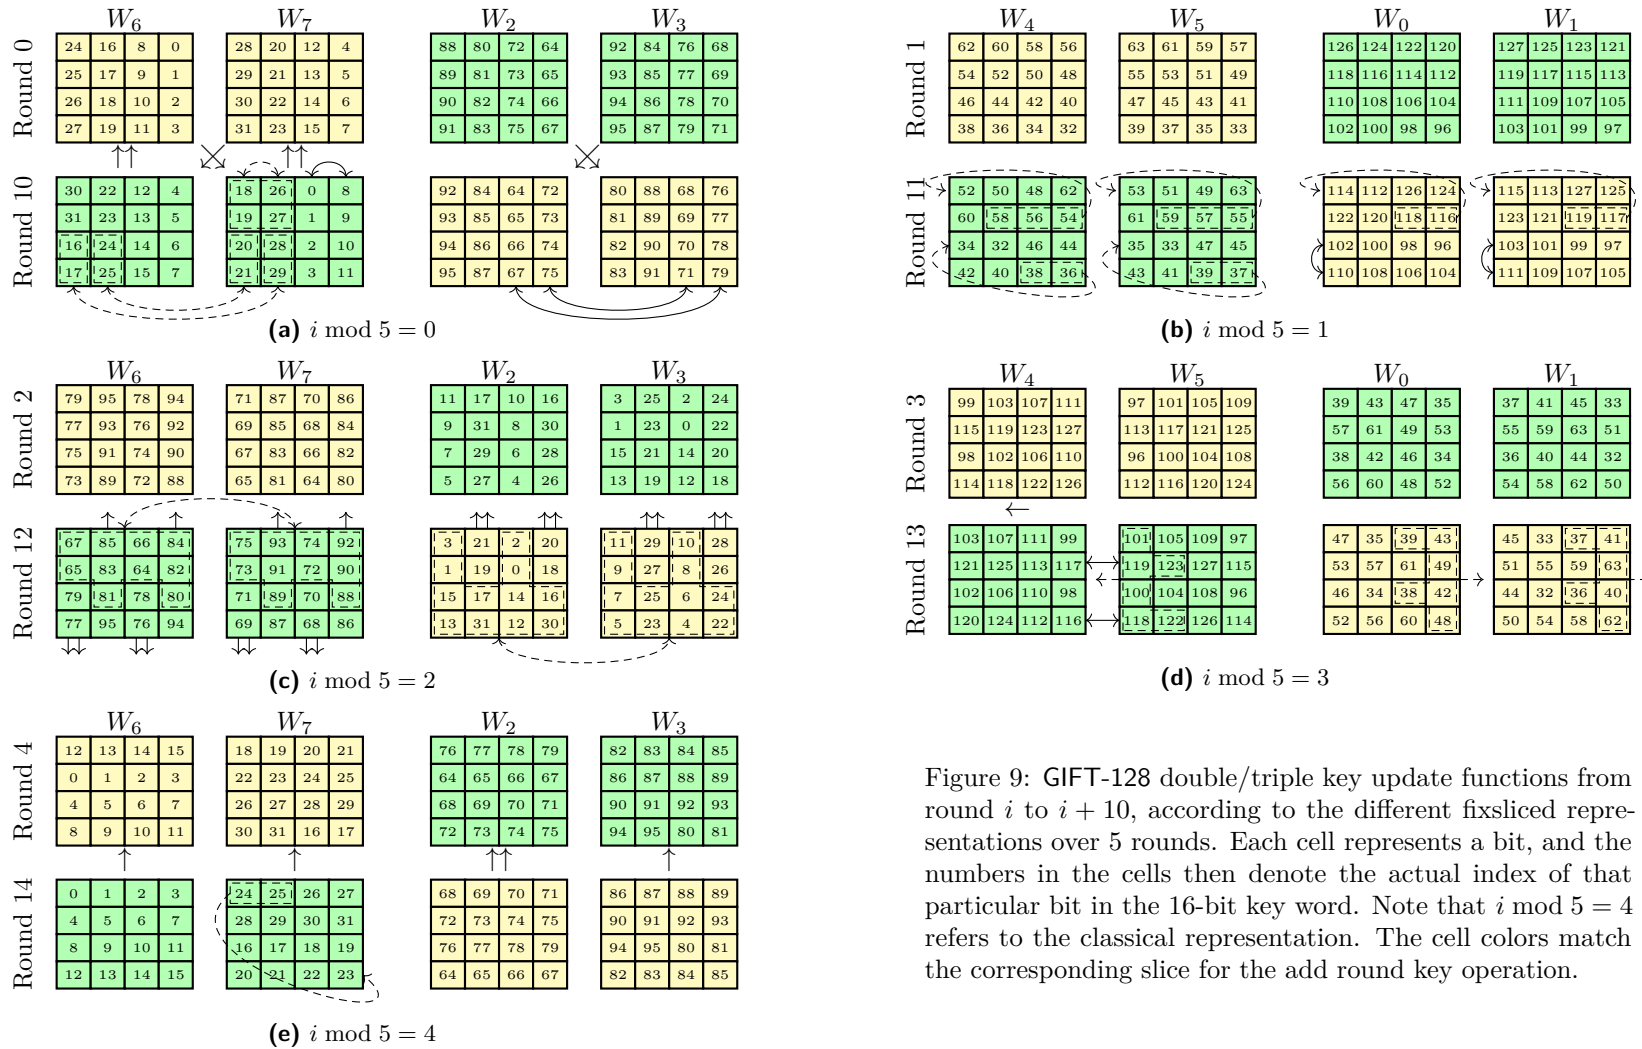 W6 W7 W2 W3
Round 0
24 16 8 0 28 20 12 4 88 80 72 64 92 84 76 68
25 17 9 1 29 21 13 5 89 81 73 65 93 85 77 69
26 18 10 2 30 22 14 6 90 82 74 66 94 86 78 70
27 19 11 3 31 23 15 7 91 83 75 67 95 87 79 71
Round 10
30 22 12 4 18 26 0 8 92 84 64 72 80 88 68 76
31 23 13 5 19 27 1 9 93 85 65 73 81 89 69 77
16 24 14 6 20 28 2 10 94 86 66 74 82 90 70 78
17 25 15 7 21 29 3 11 95 87 67 75 83 91 71 79
(a) i mod 5 = 0
W4 W5 W0 W1
Round 1
62 60 58 56 63 61 59 57 126 124 122 120 127 125 123 121
54 52 50 48 55 53 51 49 118 116 114 112 119 117 115 113
46 44 42 40 47 45 43 41 110 108 106 104 111 109 107 105
38 36 34 32 39 37 35 33 102 100 98 96 103 101 99 97
Round 11
52 50 48 62 53 51 49 63 114 112 126 124 115 113 127 125
60 58 56 54 61 59 57 55 122 120 118 116 123 121 119 117
34 32 46 44 35 33 47 45 102 100 98 96 103 101 99 97
42 40 38 36 43 41 39 37 110 108 106 104 111 109 107 105
(b) i mod 5 = 1
W6 W7 W2 W3
Round 2
79 95 78 94 71 87 70 86 11 17 10 16 3 25 2 24
77 93 76 92 69 85 68 84 9 31 8 30 1 23 0 22
75 91 74 90 67 83 66 82 7 29 6 28 15 21 14 20
73 89 72 88 65 81 64 80 5 27 4 26 13 19 12 18
Round 12
67 85 66 84 75 93 74 92 3 21 2 20 11 29 10 28
65 83 64 82 73 91 72 90 1 19 0 18 9 27 8 26
79 81 78 80 71 89 70 88 15 17 14 16 7 25 6 24
77 95 76 94 69 87 68 86 13 31 12 30 5 23 4 22
(c) i mod 5 = 2
W4 W5 W0 W1
Round 3
99 103 107 111 97 101 105 109 39 43 47 35 37 41 45 33
115 119 123 127 113 117 121 125 57 61 49 53 55 59 63 51
98 102 106 110 96 100 104 108 38 42 46 34 36 40 44 32
114 118 122 126 112 116 120 124 56 60 48 52 54 58 62 50
Round 13
103 107 111 99 101 105 109 97 47 35 39 43 45 33 37 41
121 125 113 117 119 123 127 115 53 57 61 49 51 55 59 63
102 106 110 98 100 104 108 96 46 34 38 42 44 32 36 40
120 124 112 116 118 122 126 114 52 56 60 48 50 54 58 62
(d) i mod 5 = 3
W6 W7 W2 W3
Round 4
12 13 14 15 18 19 20 21 76 77 78 79 82 83 84 85
0 1 2 3 22 23 24 25 64 65 66 67 86 87 88 89
4 5 6 7 26 27 28 29 68 69 70 71 90 91 92 93
8 9 10 11 30 31 16 17 72 73 74 75 94 95 80 81
Round 14
0 1 2 3 24 25 26 27 68 69 70 71 86 87 88 89
4 5 6 7 28 29 30 31 72 73 74 75 90 91 92 93
8 9 10 11 16 17 18 19 76 77 78 79 94 95 80 81
12 13 14 15 20 21 22 23 64 65 66 67 82 83 84 85
(e) i mod 5 = 4
Figure 9: GIFT-128 double/triple key update functions from
round i to i + 10, according to the different fixsliced repre-
sentations over 5 rounds. Each cell represents a bit, and the
numbers in the cells then denote the actual index of that
particular bit in the 16-bit key word. Note that i mod 5 = 4
refers to the classical representation. The cell colors match
the corresponding slice for the add round key operation.